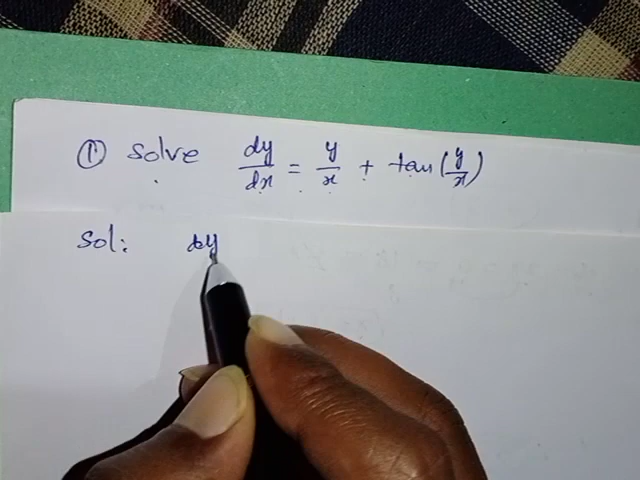 ① Solve dy/dx = y/x + tan(y/x)
Sol: dy